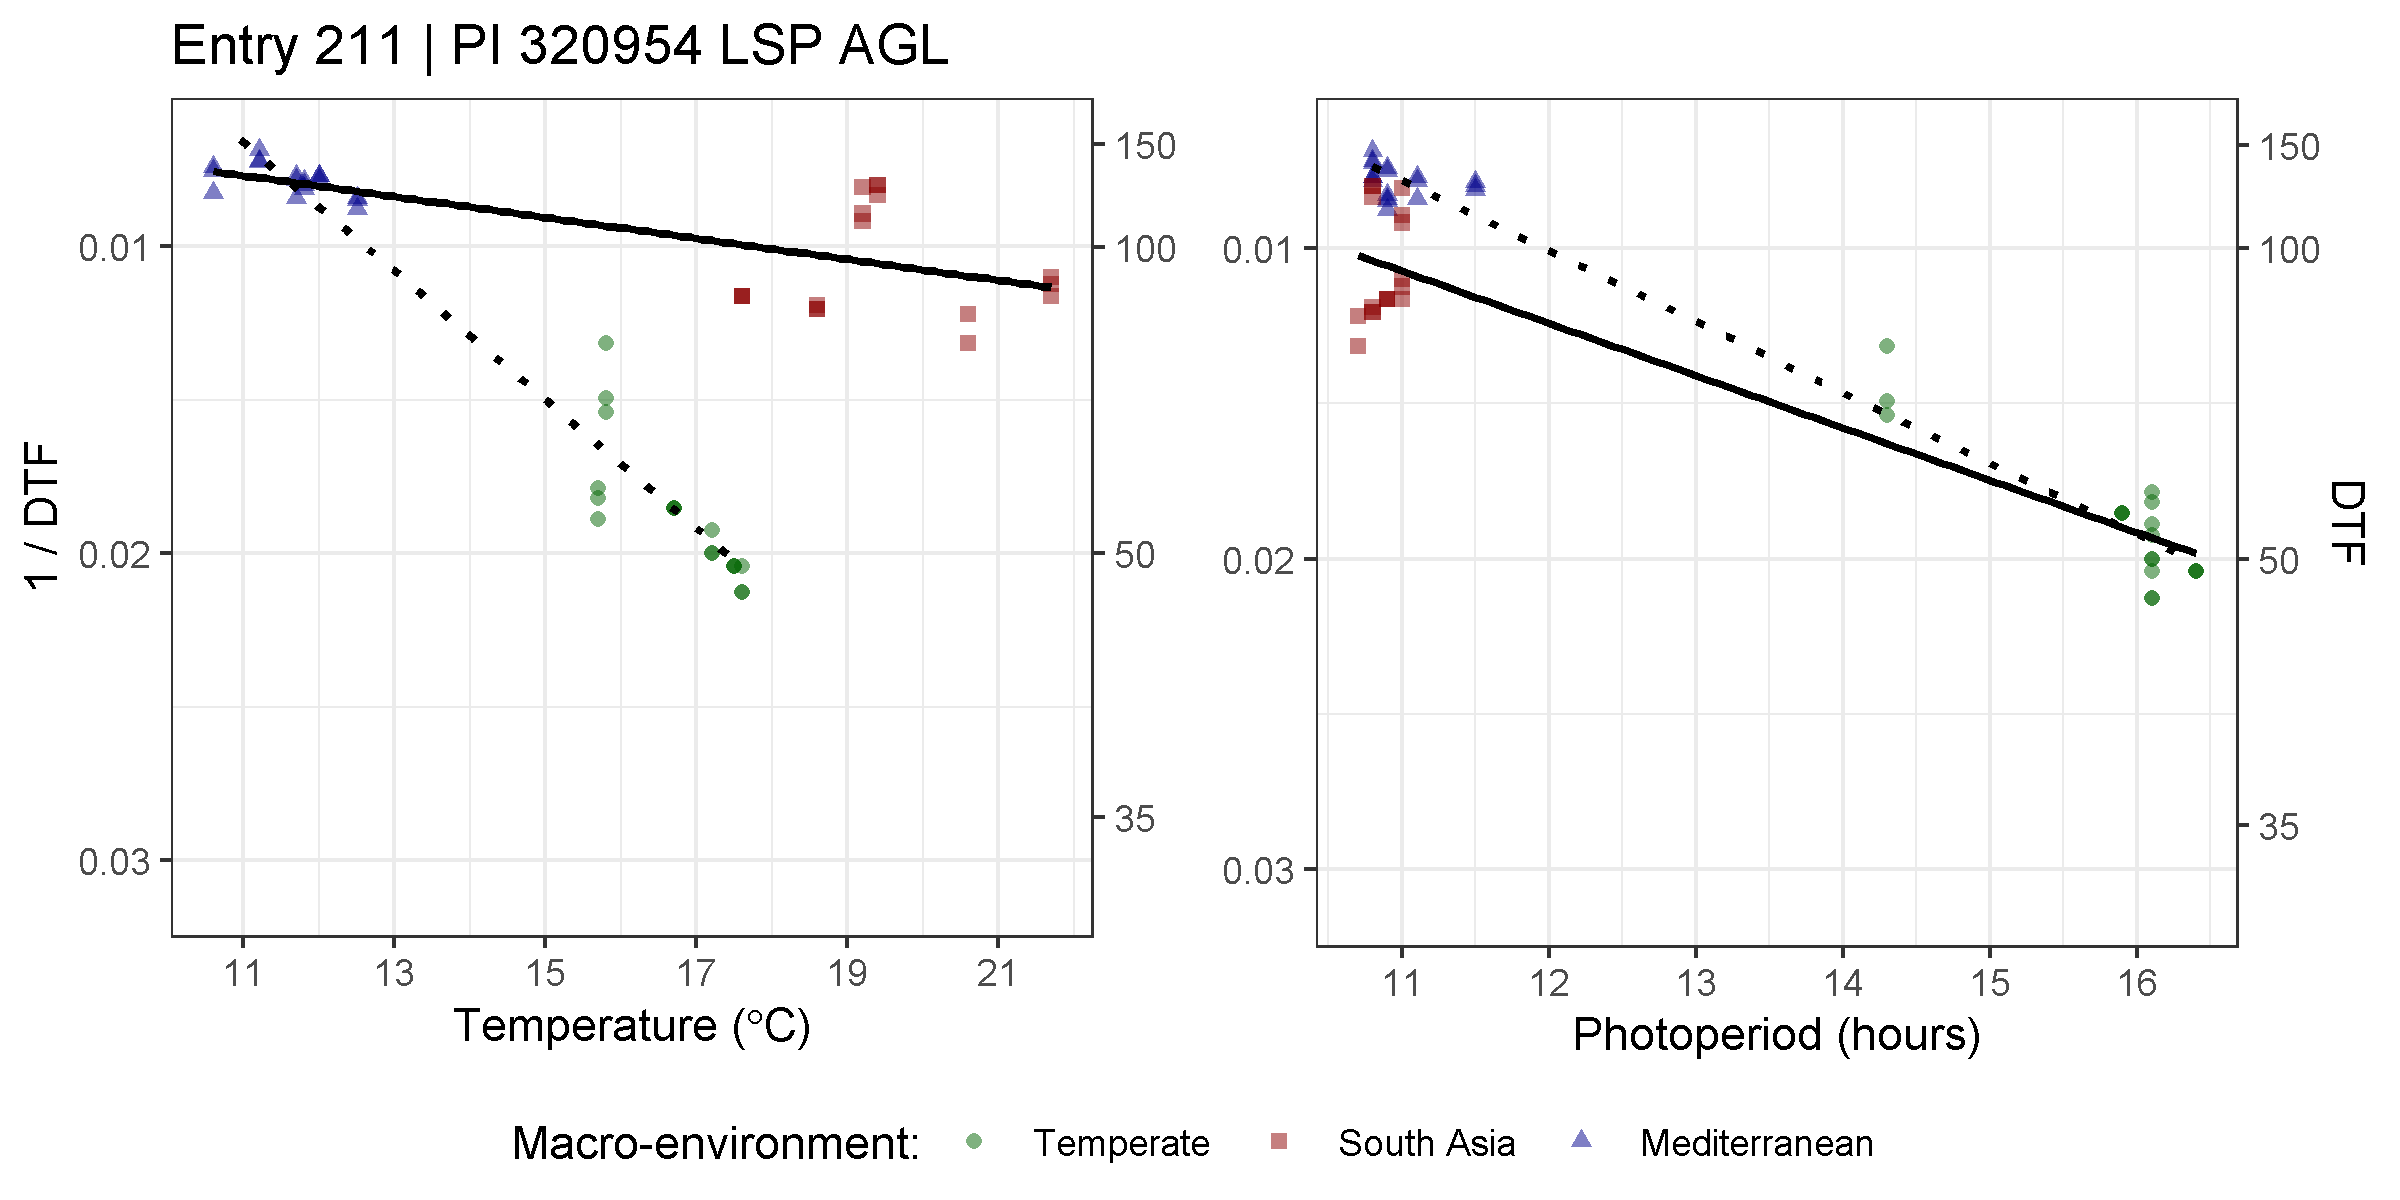 Entry 211 | PI 320954 LSP AGL
1 / DTF
0.01
0.02
0.03
150
100
50
35
11 13 15 17 19 21
Temperature (°C)
0.01
0.02
0.03
150
100
50
35
DTF
11 12 13 14 15 16
Photoperiod (hours)
Macro-environment: Temperate South Asia Mediterranean